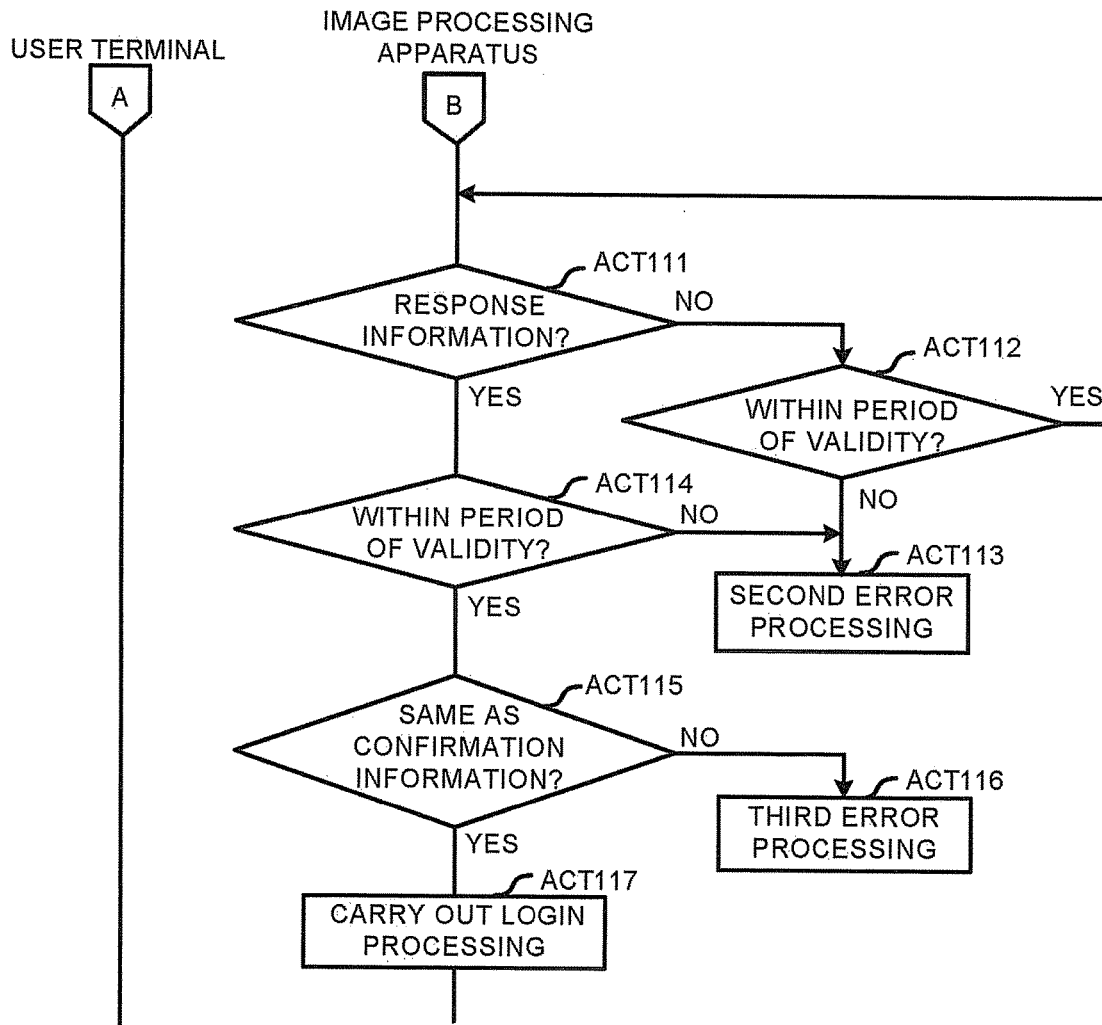 USER TERMINAL
IMAGE PROCESSING
APPARATUS
A
B
ACT111
RESPONSE
INFORMATION?
NO
YES
ACT112
WITHIN PERIOD
OF VALIDITY?
YES
NO
ACT114
WITHIN PERIOD
OF VALIDITY?
NO
YES
ACT113
SECOND ERROR
PROCESSING
ACT115
SAME AS
CONFIRMATION
INFORMATION?
NO
YES
ACT116
THIRD ERROR
PROCESSING
ACT117
CARRY OUT LOGIN
PROCESSING